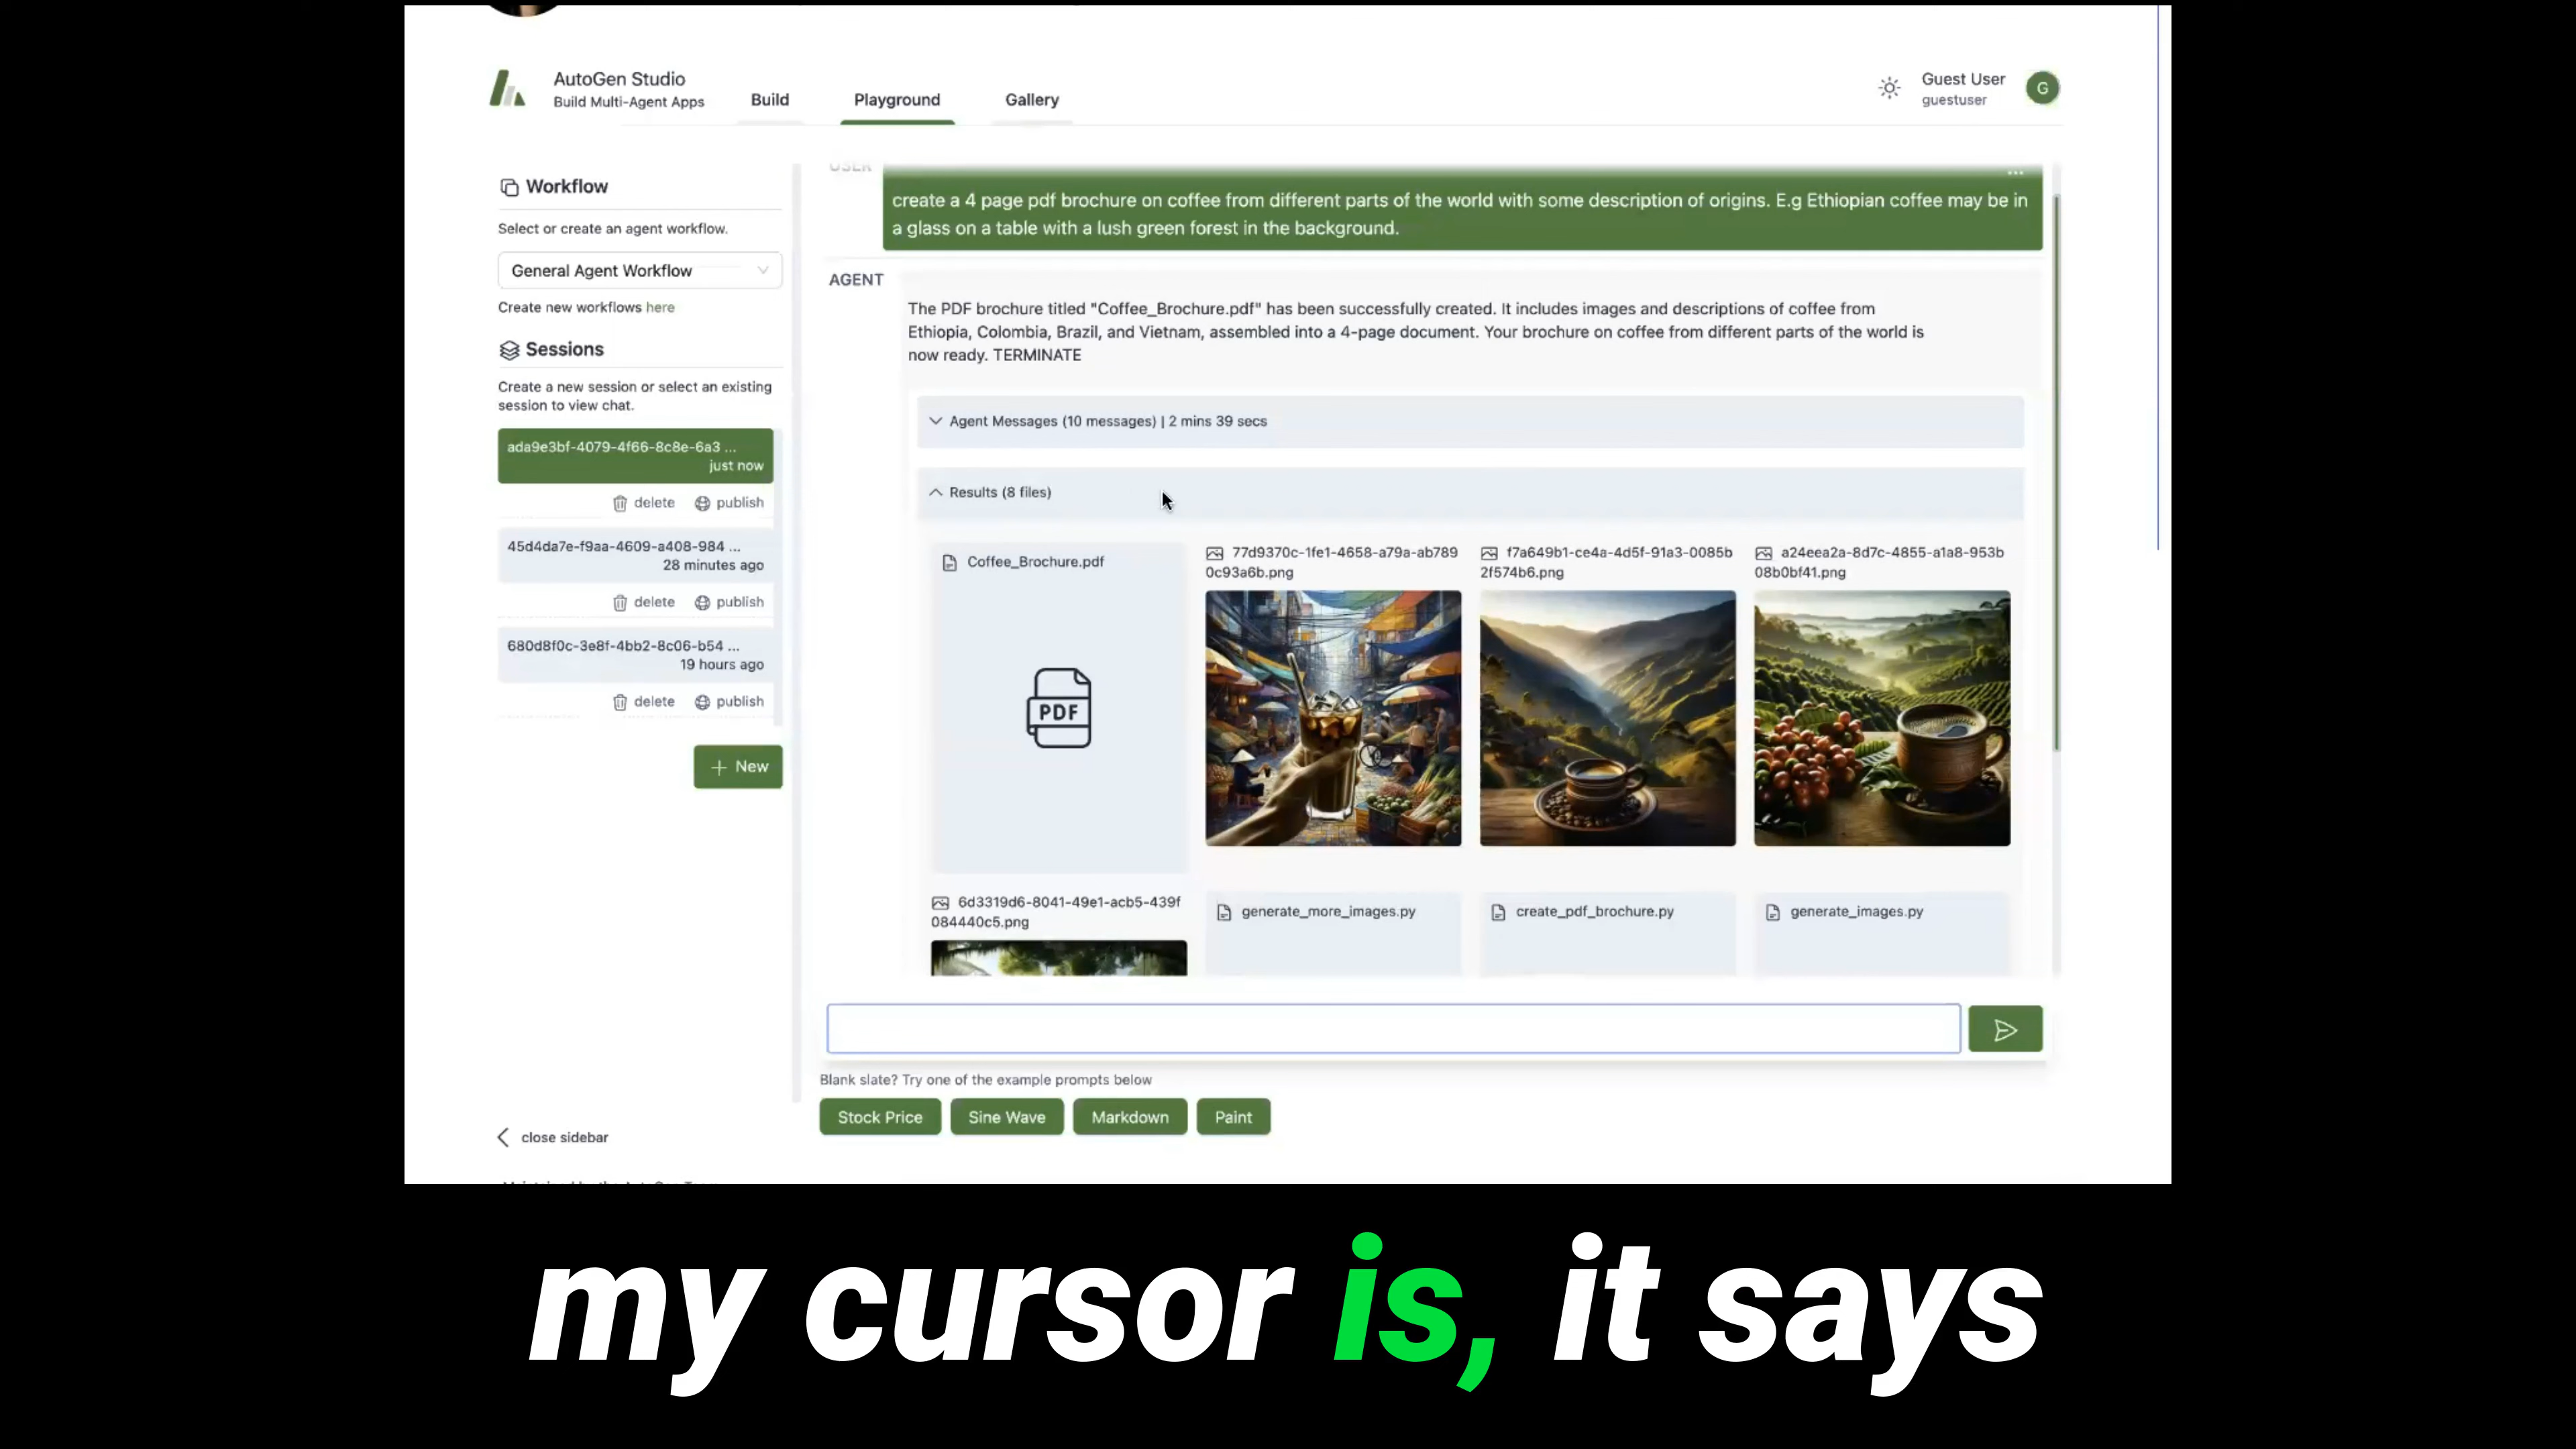 AutoGen Studio
Build Multi-Agent Apps
Build
Playground
Gallery
Guest User
guestuser
G
Workflow
Select or create an agent workflow.
General Agent Workflow
Create new workflows here
Sessions
Create a new session or select an existing
session to view chat.
ada9e3bf-4079-4f66-8c8e-6a3 ...
just now
delete
publish
45d4da7e-f9aa-4609-a408-984 ...
28 minutes ago
delete
publish
680d8f0c-3e8f-4bb2-8c06-b54 ...
19 hours ago
delete
publish
+ New
close sidebar
USER
create a 4 page pdf brochure on coffee from different parts of the world with some description of origins. E.g Ethiopian coffee may be in
a glass on a table with a lush green forest in the background.
AGENT
The PDF brochure titled "Coffee_Brochure.pdf" has been successfully created. It includes images and descriptions of coffee from
Ethiopia, Colombia, Brazil, and Vietnam, assembled into a 4-page document. Your brochure on coffee from different parts of the world is
now ready. TERMINATE
Agent Messages (10 messages) | 2 mins 39 secs
Results (8 files)
Coffee_Brochure.pdf
PDF
77d9370c-1fe1-4658-a79a-ab789
0c93a6b.png
f7a649b1-ce4a-4d5f-91a3-0085b
2f574b6.png
a24eea2a-8d7c-4855-a1a8-953b
08b0bf41.png
6d3319d6-8041-49e1-acb5-439f
084440c5.png
generate_more_images.py
create_pdf_brochure.py
generate_images.py
Blank slate? Try one of the example prompts below
Stock Price
Sine Wave
Markdown
Paint
my cursor is, it says